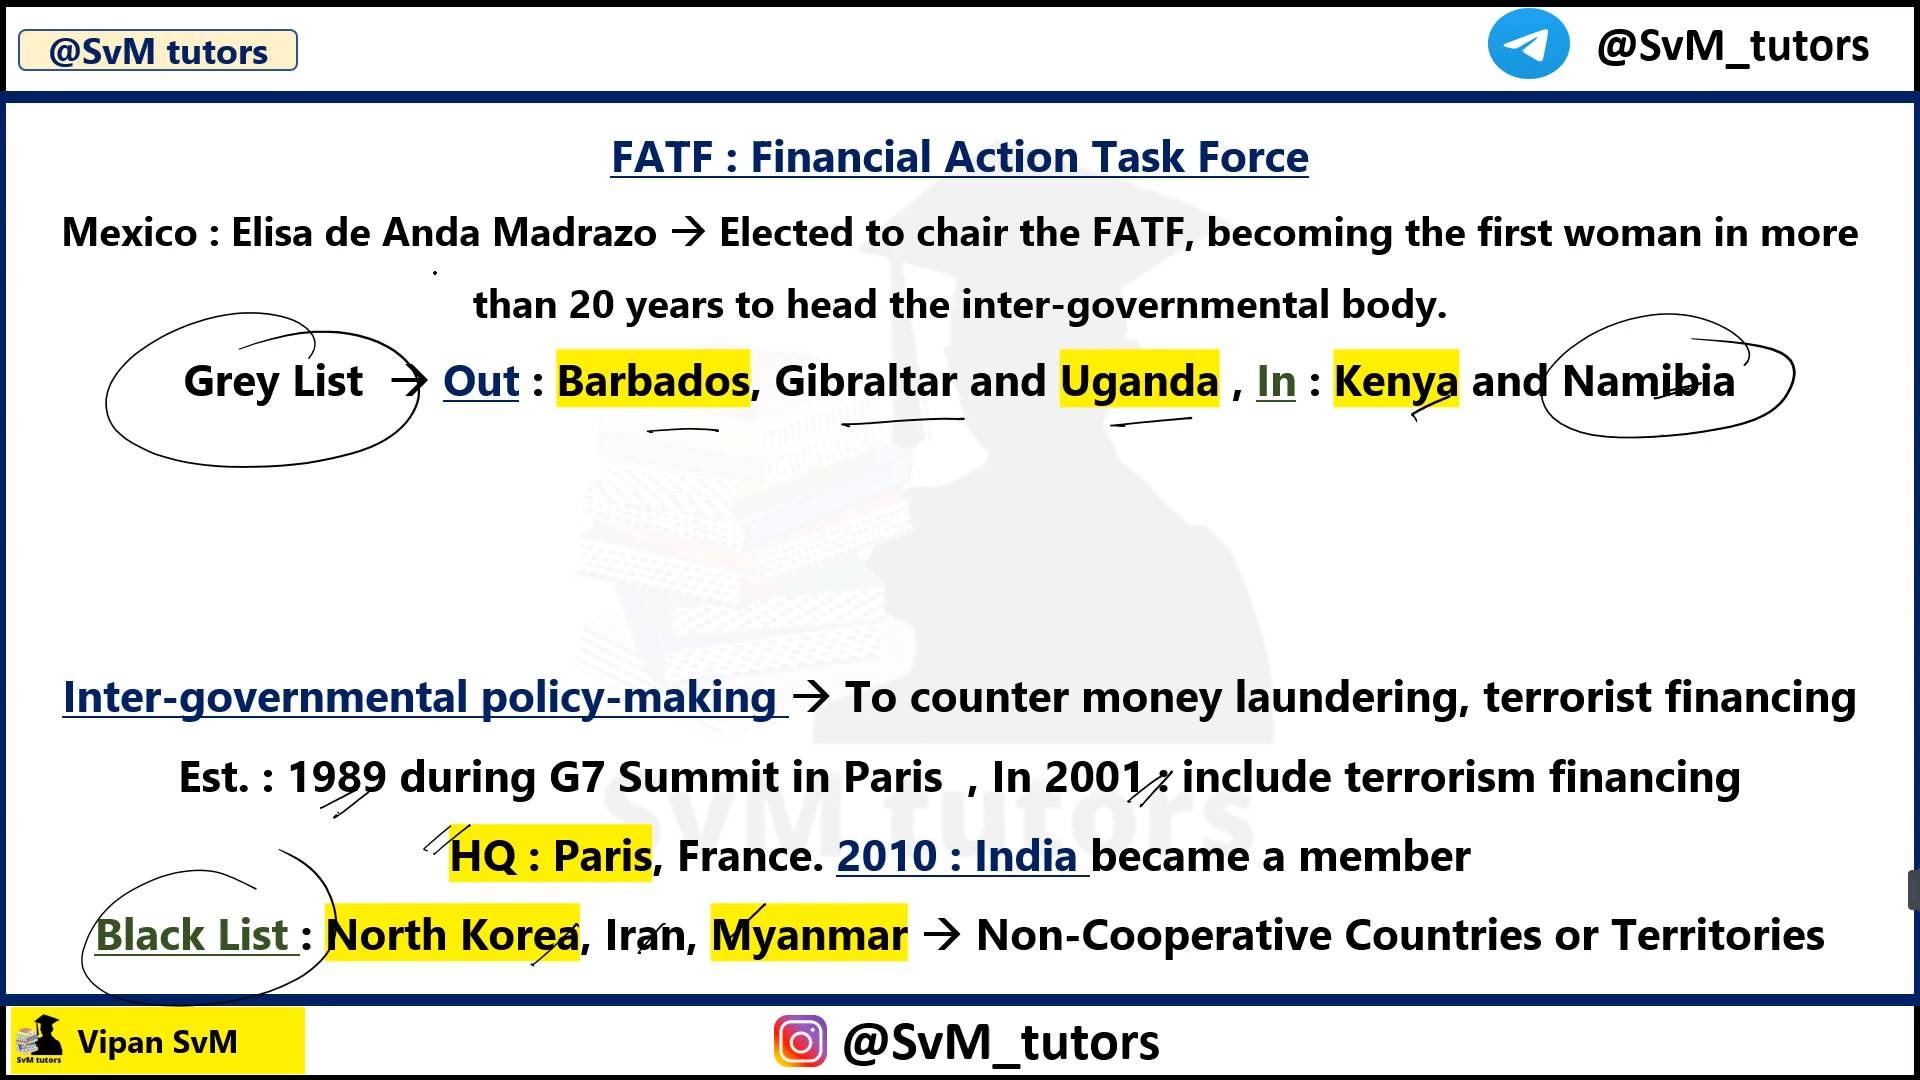 @SvM tutors
@SvM_tutors
FATF : Financial Action Task Force
Mexico : Elisa de Anda Madrazo → Elected to chair the FATF, becoming the first woman in more
than 20 years to head the inter-governmental body.
Grey List → Out : Barbados, Gibraltar and Uganda , In : Kenya and Namibia
Inter-governmental policy-making → To counter money laundering, terrorist financing
Est. : 1989 during G7 Summit in Paris , In 2001 : include terrorism financing
SvM tutors
HQ : Paris, France. 2010 : India became a member
Black List : North Korea, Iran, Myanmar → Non-Cooperative Countries or Territories
SvM tutors
Vipan SvM
@SvM_tutors